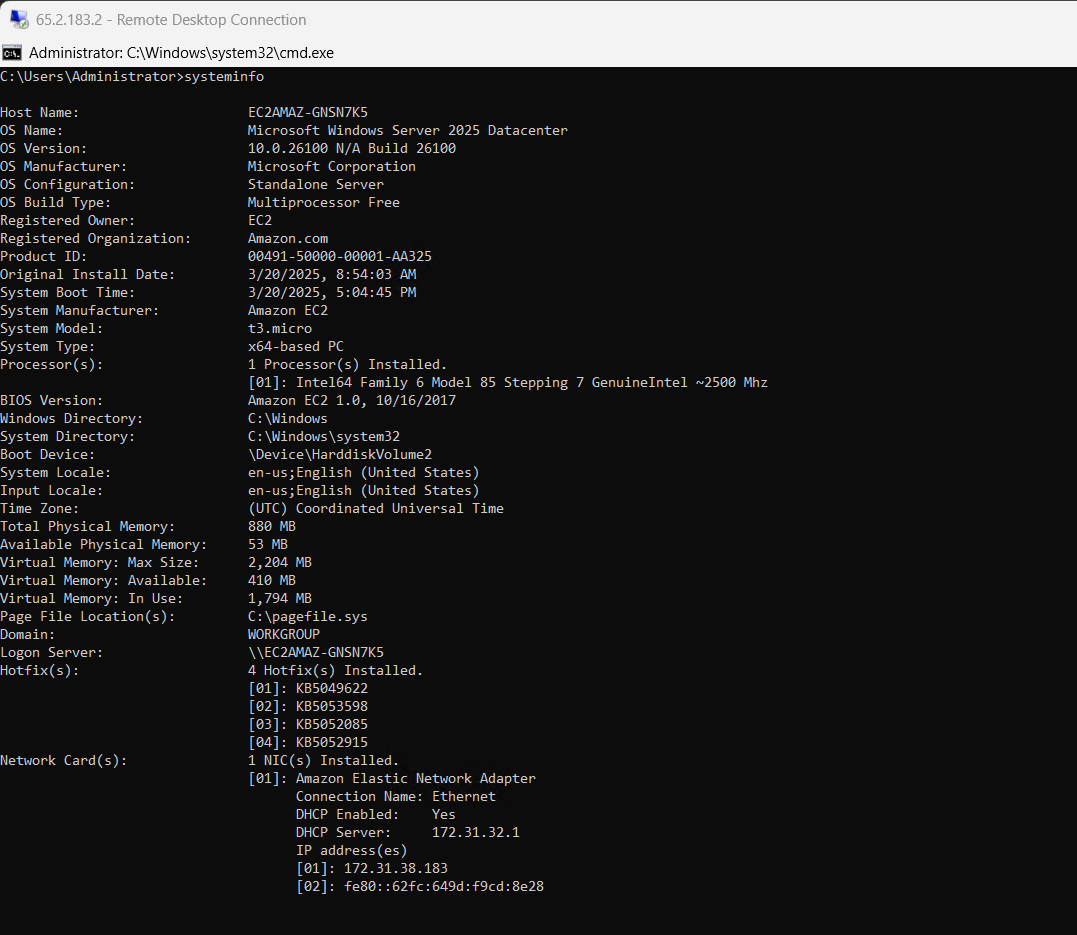 65.2.183.2 - Remote Desktop Connection
Administrator: C:\Windows\system32\cmd.exe
C:\Users\Administrator>systeminfo
Host Name: EC2AMAZ-GNSN7K5
OS Name: Microsoft Windows Server 2025 Datacenter
OS Version: 10.0.26100 N/A Build 26100
OS Manufacturer: Microsoft Corporation
OS Configuration: Standalone Server
OS Build Type: Multiprocessor Free
Registered Owner: EC2
Registered Organization: Amazon.com
Product ID: 00491-50000-00001-AA325
Original Install Date: 3/20/2025, 8:54:03 AM
System Boot Time: 3/20/2025, 5:04:45 PM
System Manufacturer: Amazon EC2
System Model: t3.micro
System Type: x64-based PC
Processor(s): 1 Processor(s) Installed.
[01]: Intel64 Family 6 Model 85 Stepping 7 GenuineIntel ~2500 Mhz
BIOS Version: Amazon EC2 1.0, 10/16/2017
Windows Directory: C:\Windows
System Directory: C:\Windows\system32
Boot Device: \Device\HarddiskVolume2
System Locale: en-us;English (United States)
Input Locale: en-us;English (United States)
Time Zone: (UTC) Coordinated Universal Time
Total Physical Memory: 880 MB
Available Physical Memory: 53 MB
Virtual Memory: Max Size: 2,204 MB
Virtual Memory: Available: 410 MB
Virtual Memory: In Use: 1,794 MB
Page File Location(s): C:\pagefile.sys
Domain: WORKGROUP
Logon Server: \\EC2AMAZ-GNSN7K5
Hotfix(s): 4 Hotfix(s) Installed.
[01]: KB5049622
[02]: KB5053598
[03]: KB5052085
[04]: KB5052915
Network Card(s): 1 NIC(s) Installed.
[01]: Amazon Elastic Network Adapter
Connection Name: Ethernet
DHCP Enabled: Yes
DHCP Server: 172.31.32.1
IP address(es)
[01]: 172.31.38.183
[02]: fe80::62fc:649d:f9cd:8e28